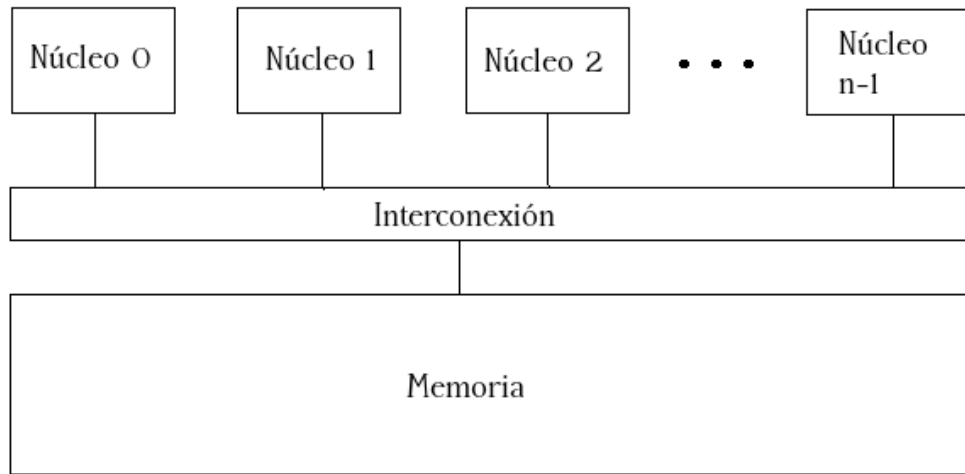 Núcleo 0
Núcleo 1
Núcleo 2
Núcleo
n-1
Interconexión
Memoria